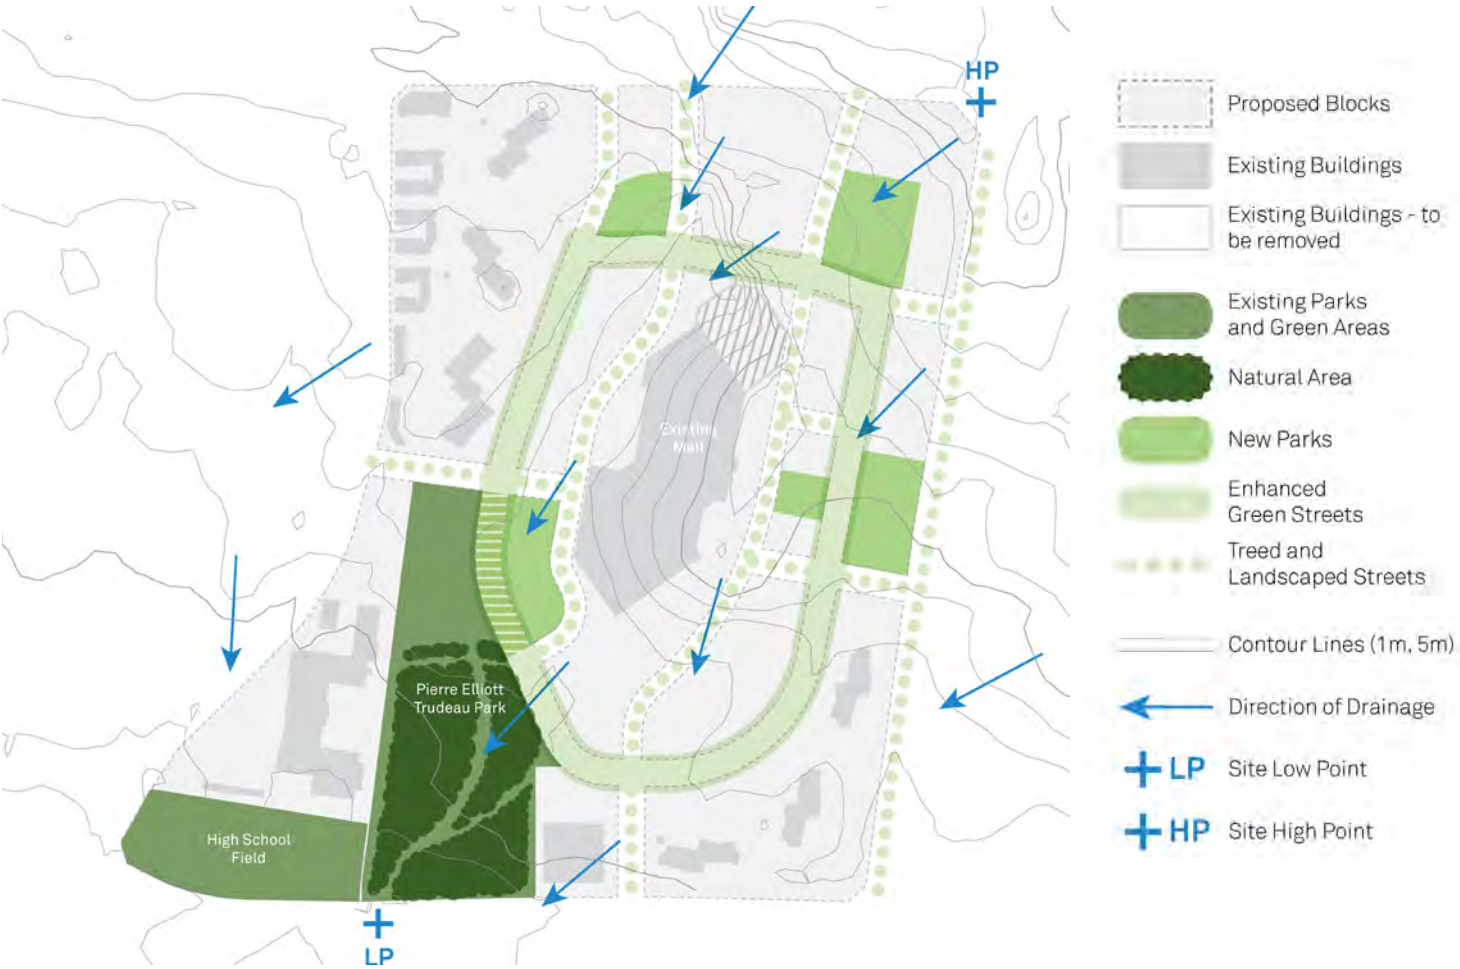 HP
Existing
Mall
Pierre Elliott
Trudeau Park
High School
Field
LP
Proposed Blocks
Existing Buildings
Existing Buildings - to
be removed
Existing Parks
and Green Areas
Natural Area
New Parks
Enhanced
Green Streets
Treed and
Landscaped Streets
Contour Lines (1m, 5m)
Direction of Drainage
LP Site Low Point
HP Site High Point